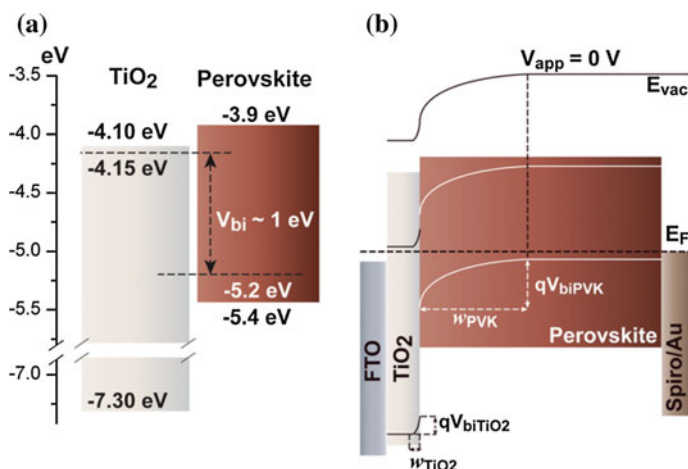 (a)
eV
TiO2
Perovskite
-3.5
-4.0
-4.5
-5.0
-5.5
-7.0
-4.10 eV
-4.15 eV
-3.9 eV
Vbi ~ 1 eV
-5.2 eV
-5.4 eV
-7.30 eV
(b)
Vapp = 0 V
Evac
EF
qVbiPVK
wPVK
Perovskite
FTO
TiO2
Spiro/Au
qVbiTiO2
wTiO2